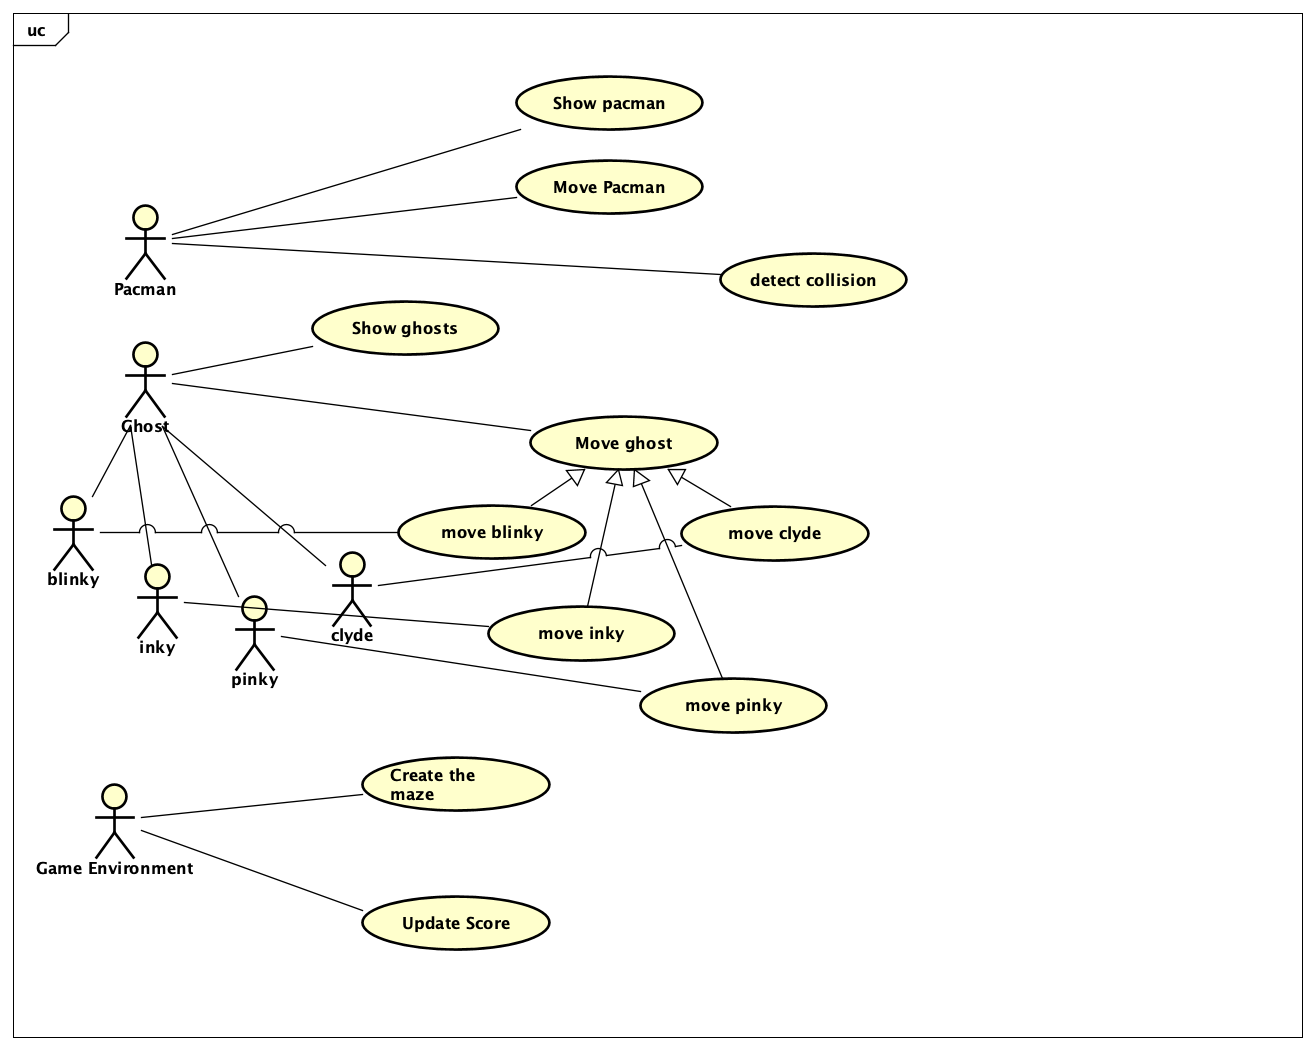 uc
Show pacman
Move Pacman
Pacman
detect collision
Show ghosts
Ghost
Move ghost
move blinky
move clyde
blinky
clyde
inky
move inky
pinky
move pinky
Create the
maze
Game Environment
Update Score